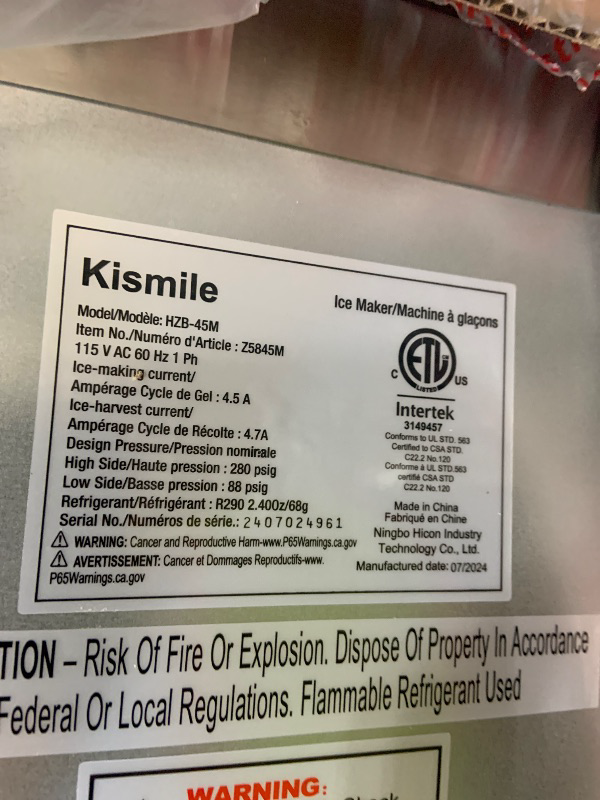 Kismile
Model/Modèle: HZB-45M
Item No./Numéro d'Article : Z5845M
115 V AC 60 Hz 1 Ph
Ice-making current/
Ampérage Cycle de Gel : 4.5 A
Ice-harvest current/
Ampérage Cycle de Récolte : 4.7A
Design Pressure/Pression nominale
High Side/Haute pression : 280 psig
Low Side/Basse pression : 88 psig
Refrigerant/Réfrigérant : R290 2.400z/68g
Serial No./Numéros de série.: 2407024961
⚠ WARNING: Cancer and Reproductive Harm-www.P65Warnings.ca.gov
⚠ AVERTISSEMENT: Cancer et Dommages Reproductifs-www.
P65Warnings.ca.gov
Ice Maker/Machine à glaçons
ETL
LISTED
C US
Intertek
3149457
Conforms to UL STD. 563
Certified to CSA STD.
C22.2 No.120
Conforme à UL STD.563
certifié CSA STD
C22.2 No.120
Made in China
Fabriqué en Chine
Ningbo Hicon Industry
Technology Co., Ltd.
Manufactured date: 07/2024
TION – Risk Of Fire Or Explosion. Dispose Of Property In Accordance
Federal Or Local Regulations. Flammable Refrigerant Used
WARNING: